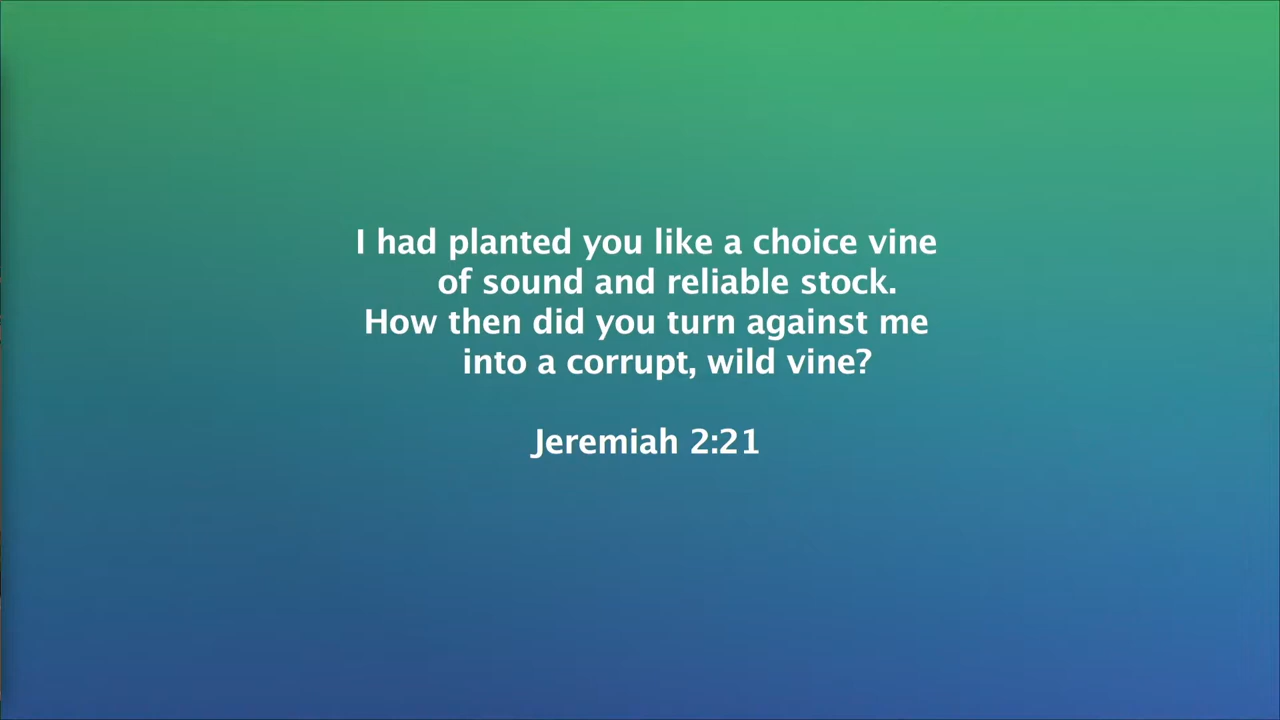 I had planted you like a choice vine
of sound and reliable stock.
How then did you turn against me
into a corrupt, wild vine?
Jeremiah 2:21